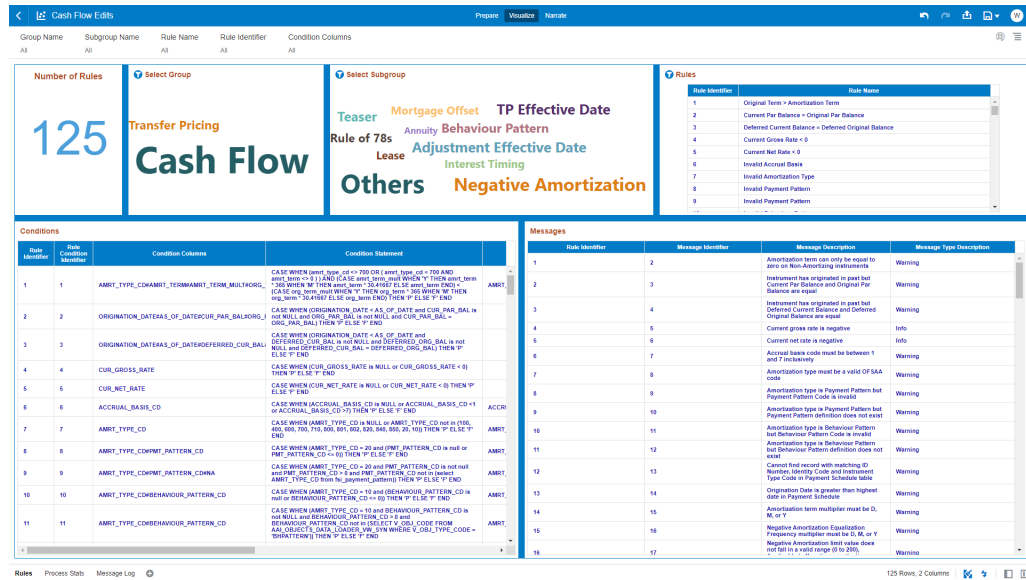 Cash Flow Edits
Prepare Visualize Narrate
W
Group Name Subgroup Name Rule Name Rule Identifier Condition Columns
All All All All All
Number of Rules
125
Select Group
Transfer Pricing
Cash Flow
Select Subgroup
Teaser Mortgage Offset TP Effective Date
Rule of 78s Annuity Behaviour Pattern
Lease Adjustment Effective Date
Interest Timing
Others Negative Amortization
Rules
Rule Identifier Rule Name
1 Original Term > Amortization Term
2 Current Par Balance = Original Par Balance
3 Deferred Current Balance = Deferred Original Balance
4 Current Gross Rate < 0
5 Current Net Rate < 0
6 Invalid Accrual Basis
7 Invalid Amortization Type
8 Invalid Payment Pattern
9 Invalid Payment Pattern
Conditions
Rule Identifier Rule Condition Identifier Condition Columns Condition Statement
1 1 AMRT_TYPE_CD#AMRT_TERM#AMRT_TERM_MULT#ORG_ AMRT_
CASE WHEN (amrt_type_cd <> 700 OR ( amrt_type_cd = 700 AND
amrt_term <> 0 ) ) AND (CASE amrt_term_mult WHEN 'Y' THEN amrt_term
* 365 WHEN 'M' THEN amrt_term * 30.41667 ELSE amrt_term END) <
(CASE org_term_mult WHEN 'Y' THEN org_term * 365 WHEN 'M' THEN
org_term * 30.41667 ELSE org_term END) THEN 'P' ELSE 'F' END
2 2 ORIGINATION_DATE#AS_OF_DATE#CUR_PAR_BAL#ORG_
CASE WHEN (ORIGINATION_DATE < AS_OF_DATE and CUR_PAR_BAL is
not NULL and ORG_PAR_BAL is not NULL and CUR_PAR_BAL =
ORG_PAR_BAL) THEN 'P' ELSE 'F' END
3 3 ORIGINATION_DATE#AS_OF_DATE#DEFERRED_CUR_BAL
CASE WHEN (ORIGINATION_DATE < AS_OF_DATE and
DEFERRED_CUR_BAL is not NULL and DEFERRED_ORG_BAL is not
NULL and DEFERRED_CUR_BAL = DEFERRED_ORG_BAL) THEN 'P'
ELSE 'F' END
4 4 CUR_GROSS_RATE
CASE WHEN (CUR_GROSS_RATE is NULL or CUR_GROSS_RATE < 0)
THEN 'P' ELSE 'F' END
5 5 CUR_NET_RATE
CASE WHEN (CUR_NET_RATE is NULL or CUR_NET_RATE < 0) THEN 'P'
ELSE 'F' END
6 6 ACCRUAL_BASIS_CD ACCRU
CASE WHEN (ACCRUAL_BASIS_CD is NULL or ACCRUAL_BASIS_CD <1
or ACCRUAL_BASIS_CD >7) THEN 'P' ELSE 'F' END
7 7 AMRT_TYPE_CD AMRT_
CASE WHEN (AMRT_TYPE_CD is NULL or AMRT_TYPE_CD not in (100,
400, 600, 700, 710, 800, 801, 802, 820, 840, 850, 20, 10)) THEN 'P' ELSE 'F'
END
8 8 AMRT_TYPE_CD#PMT_PATTERN_CD AMRT_
CASE WHEN (AMRT_TYPE_CD = 20 and (PMT_PATTERN_CD is null or
PMT_PATTERN_CD <= 0)) THEN 'P' ELSE 'F' END
9 9 AMRT_TYPE_CD#PMT_PATTERN_CD#NA AMRT_
CASE WHEN (AMRT_TYPE_CD = 20 and PMT_PATTERN_CD is not null
and PMT_PATTERN_CD > 0 and PMT_PATTERN_CD not in (select
AMRT_TYPE_CD from fsi_payment_pattern)) THEN 'P' ELSE 'F' END
10 10 AMRT_TYPE_CD#BEHAVIOUR_PATTERN_CD
CASE WHEN (AMRT_TYPE_CD = 10 and (BEHAVIOUR_PATTERN_CD is
null or BEHAVIOUR_PATTERN_CD <= 0)) THEN 'P' ELSE 'F' END
11 11 AMRT_TYPE_CD#BEHAVIOUR_PATTERN_CD AMRT_
CASE WHEN (AMRT_TYPE_CD = 10 and BEHAVIOUR_PATTERN_CD is
not NULL and BEHAVIOUR_PATTERN_CD > 0 and
BEHAVIOUR_PATTERN_CD not in (SELECT V_OBJ_CODE FROM
AAI_OBJECTS_DATA_LOADER_VW_SYN WHERE V_OBJ_TYPE_CODE =
'BHPATTERN')) THEN 'P' ELSE 'F' END
Messages
Rule Identifier Message Identifier Message Description Message Type Description
1 2 Amortization term can only be equal to
zero on Non-Amortizing instruments Warning
2 3 Instrument has originated in past but
Current Par Balance and Original Par
Balance are equal Warning
3 4 Instrument has originated in past but
Deferred Current Balance and Deferred
Original Balance are equal Warning
4 5 Current gross rate is negative Info
5 6 Current net rate is negative Info
6 7 Accrual basis code must be between 1
and 7 inclusively Warning
7 8 Amortization type must be a valid OFSAA
code Warning
8 9 Amortization type is Payment Pattern but
Payment Pattern Code is invalid Warning
9 10 Amortization type is Payment Pattern but
Payment Pattern definition does not exist Warning
10 11 Amortization type is Behaviour Pattern
but Behaviour Pattern Code is invalid Warning
11 12 Amortization type is Behaviour Pattern
but Behaviour Pattern definition does not
exist Warning
12 13 Cannot find record with matching ID
Number, Identity Code and Instrument
Type Code in Payment Schedule table Warning
13 14 Origination Date is greater than highest
date in Payment Schedule Warning
14 15 Amortization term multiplier must be D,
M, or Y Warning
15 16 Negative Amortization Equalization
Frequency multiplier must be D, M, or Y Warning
16 17 Negative Amortization limit value does
not fall in a valid range (0 to 200), Warning
Rules Process Stats Message Log
125 Rows, 2 Columns